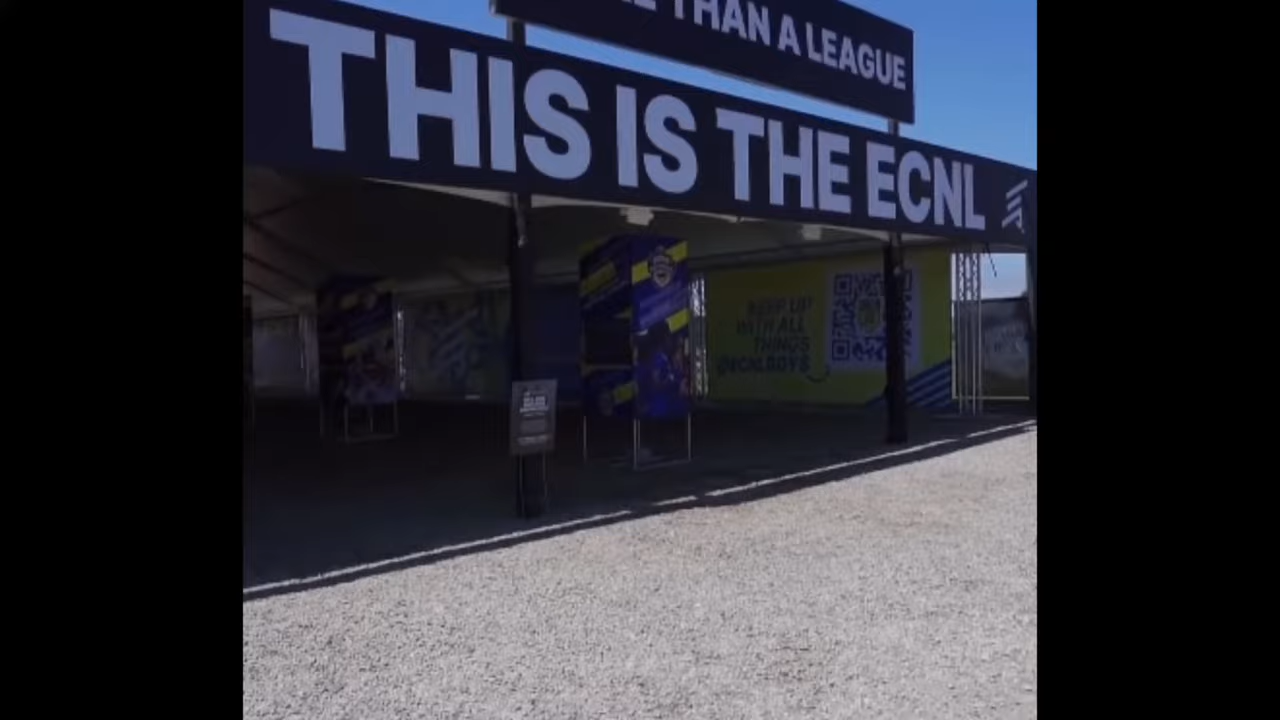 THAN A LEAGUE
THIS IS THE ECNL
KEEP UP
WITH ALL
THINGS
@ECNLBOYS